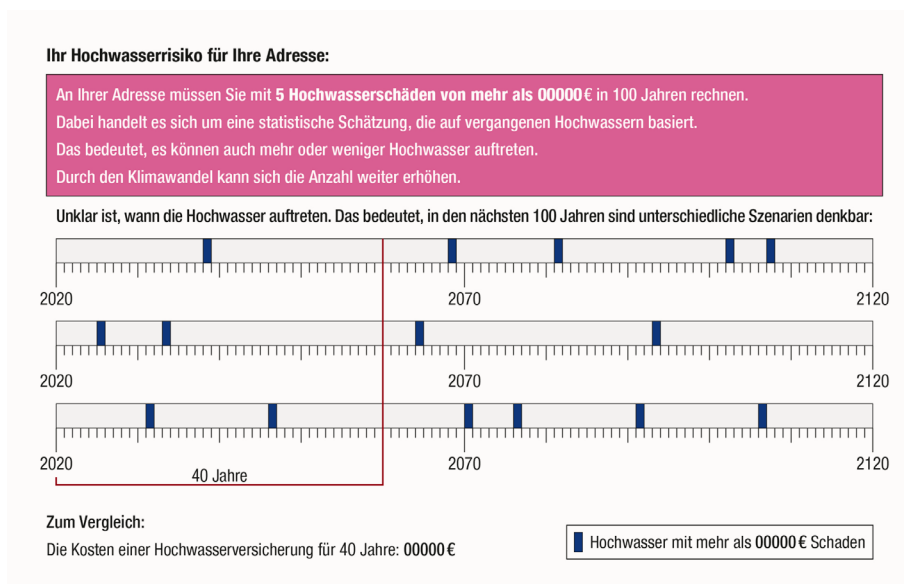 Ihr Hochwasserrisiko für Ihre Adresse:
An Ihrer Adresse müssen Sie mit 5 Hochwasserschäden von mehr als 00000 € in 100 Jahren rechnen.
Dabei handelt es sich um eine statistische Schätzung, die auf vergangenen Hochwassern basiert.
Das bedeutet, es können auch mehr oder weniger Hochwasser auftreten.
Durch den Klimawandel kann sich die Anzahl weiter erhöhen.
Unklar ist, wann die Hochwasser auftreten. Das bedeutet, in den nächsten 100 Jahren sind unterschiedliche Szenarien denkbar:
2020 2070 2120
2020 2070 2120
2020 2070 2120
40 Jahre
Zum Vergleich:
Die Kosten einer Hochwasserversicherung für 40 Jahre: 00000 €
Hochwasser mit mehr als 00000 € Schaden